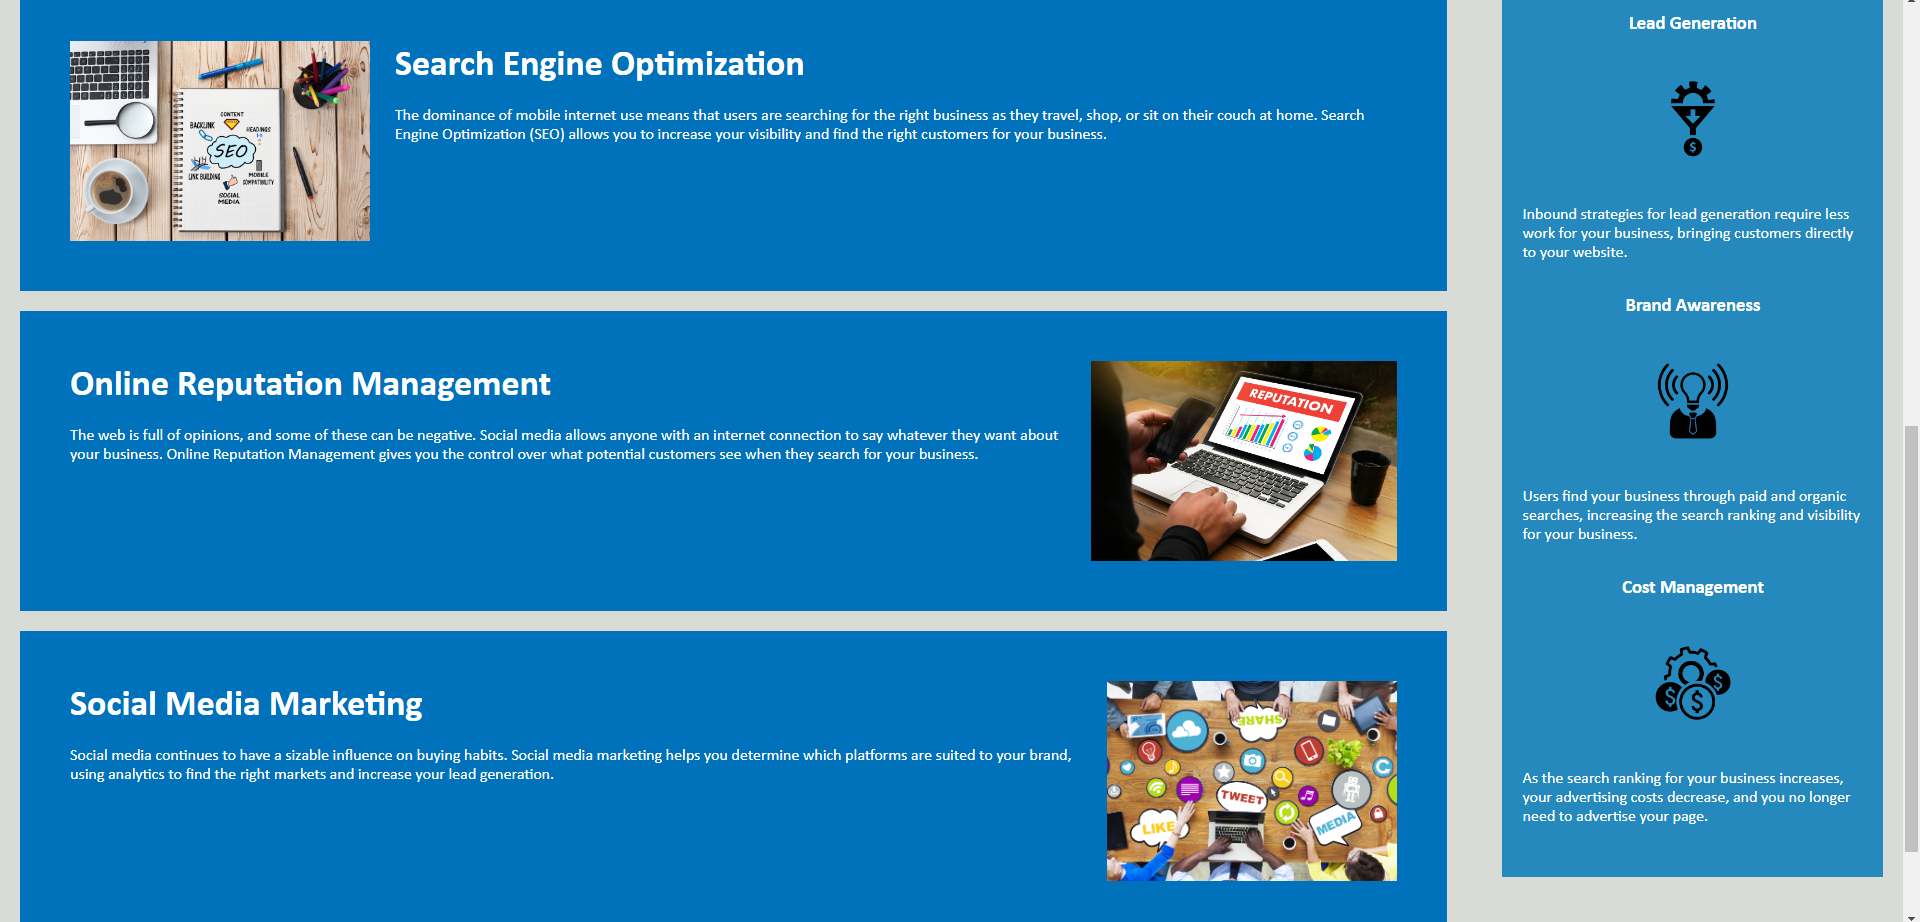 Search Engine Optimization
The dominance of mobile internet use means that users are searching for the right business as they travel, shop, or sit on their couch at home. Search
Engine Optimization (SEO) allows you to increase your visibility and find the right customers for your business.
CONTENT
BACKLINK
HEADINGS
SEO
LINK BUILDING
MOBILE
COMPATIBILITY
SOCIAL
MEDIA
Online Reputation Management
The web is full of opinions, and some of these can be negative. Social media allows anyone with an internet connection to say whatever they want about
your business. Online Reputation Management gives you the control over what potential customers see when they search for your business.
REPUTATION
Social Media Marketing
Social media continues to have a sizable influence on buying habits. Social media marketing helps you determine which platforms are suited to your brand,
using analytics to find the right markets and increase your lead generation.
SHARE
TWEET
LIKE
MEDIA
Lead Generation
$
Inbound strategies for lead generation require less
work for your business, bringing customers directly
to your website.
Brand Awareness
Users find your business through paid and organic
searches, increasing the search ranking and visibility
for your business.
Cost Management
$ $ $
As the search ranking for your business increases,
your advertising costs decrease, and you no longer
need to advertise your page.